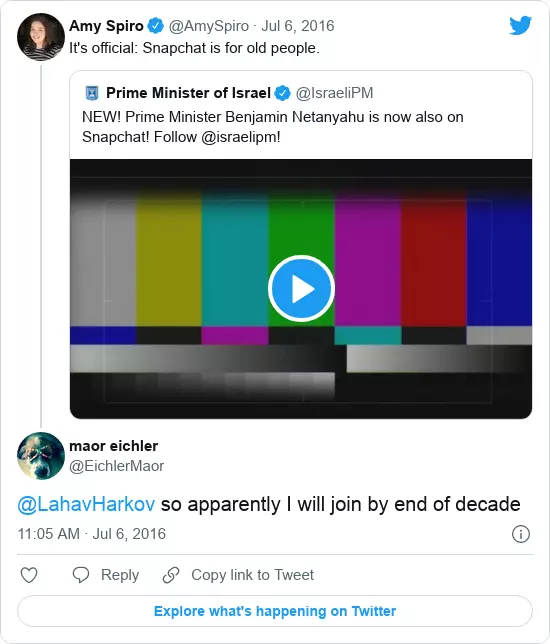 Amy Spiro @AmySpiro · Jul 6, 2016
It's official: Snapchat is for old people.
Prime Minister of Israel @IsraeliPM
NEW! Prime Minister Benjamin Netanyahu is now also on
Snapchat! Follow @israelipm!
maor eichler
@EichlerMaor
@LahavHarkov so apparently I will join by end of decade
11:05 AM · Jul 6, 2016
Reply Copy link to Tweet
Explore what's happening on Twitter